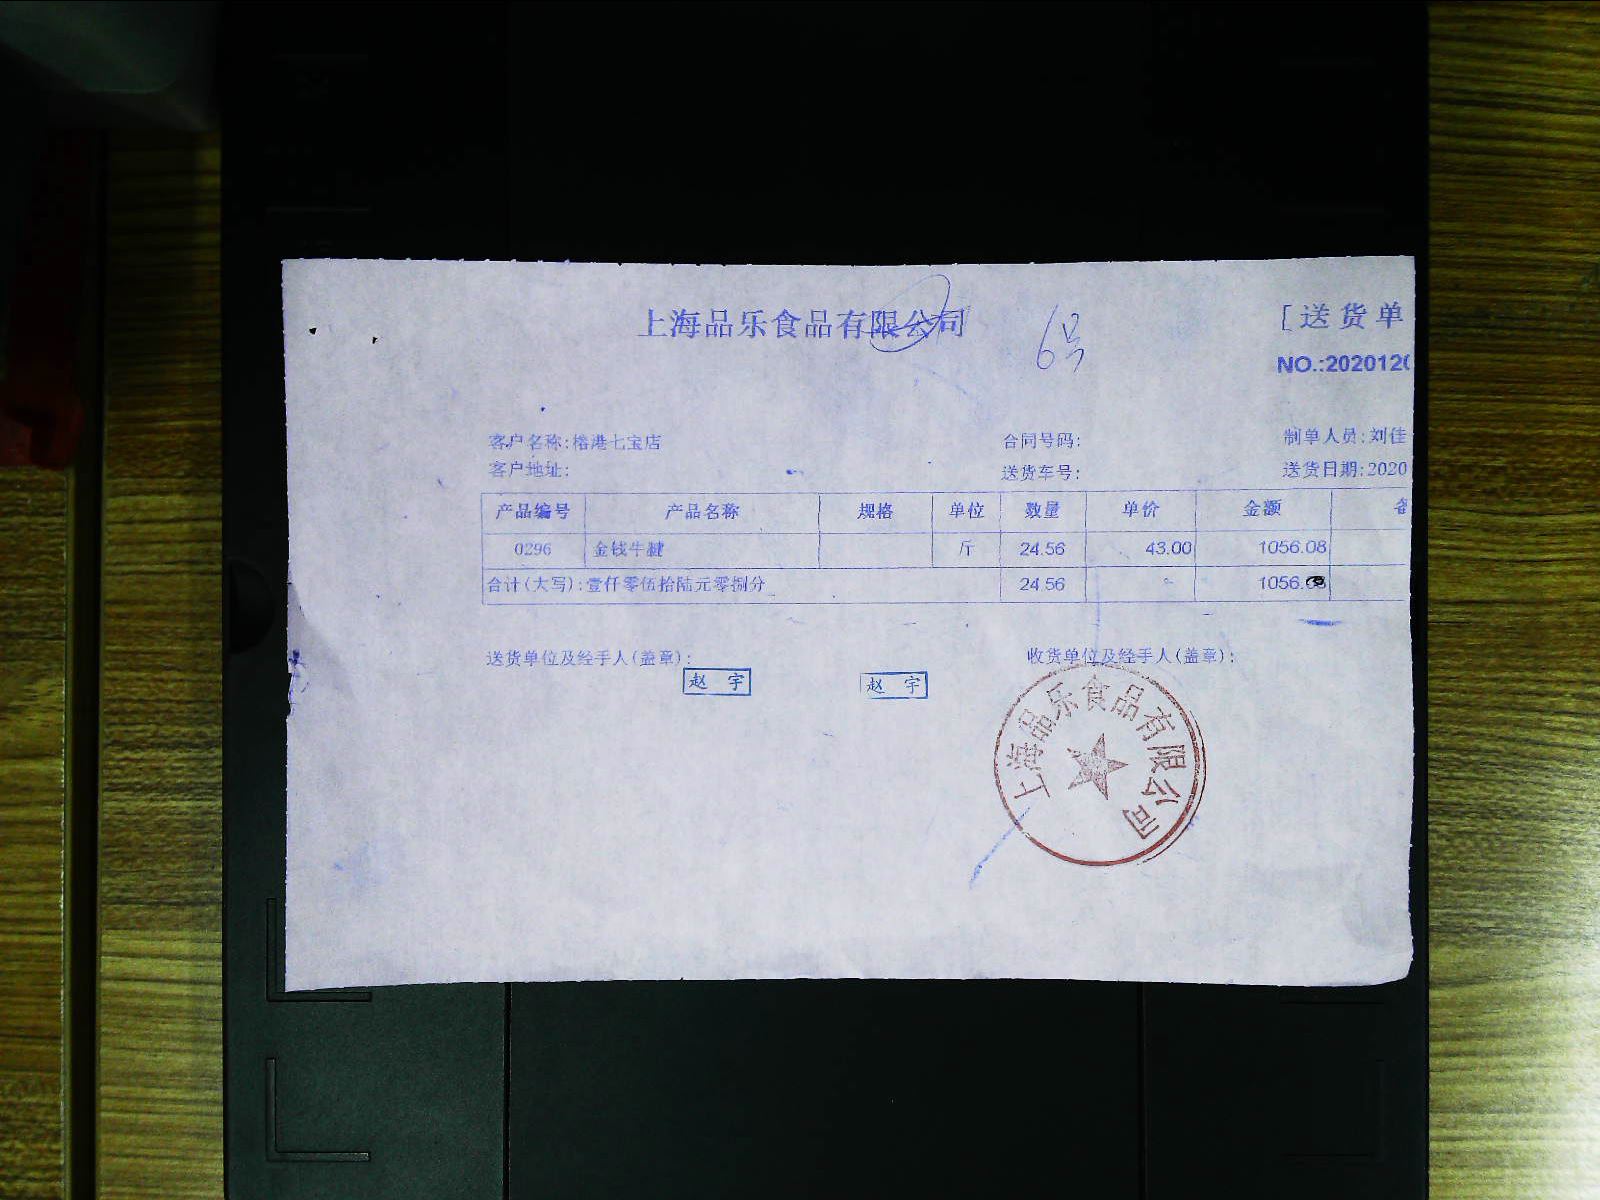 上海品乐食品有限公司
6号
[送货单
NO.:2020120
客户名称:榕港七宝店
合同号码:
制单人员:刘佳
客户地址:
送货车号:
送货日期:2020
产品编号 产品名称 规格 单位 数量 单价 金额 备
0296 金钱牛腱 斤 24.56 43.00 1056.08
合计(大写):壹仟零伍拾陆元零捌分 24.56 1056.08
送货单位及经手人(盖章):
收货单位及经手人(盖章):
赵宇
赵宇
上海品乐食品有限公司